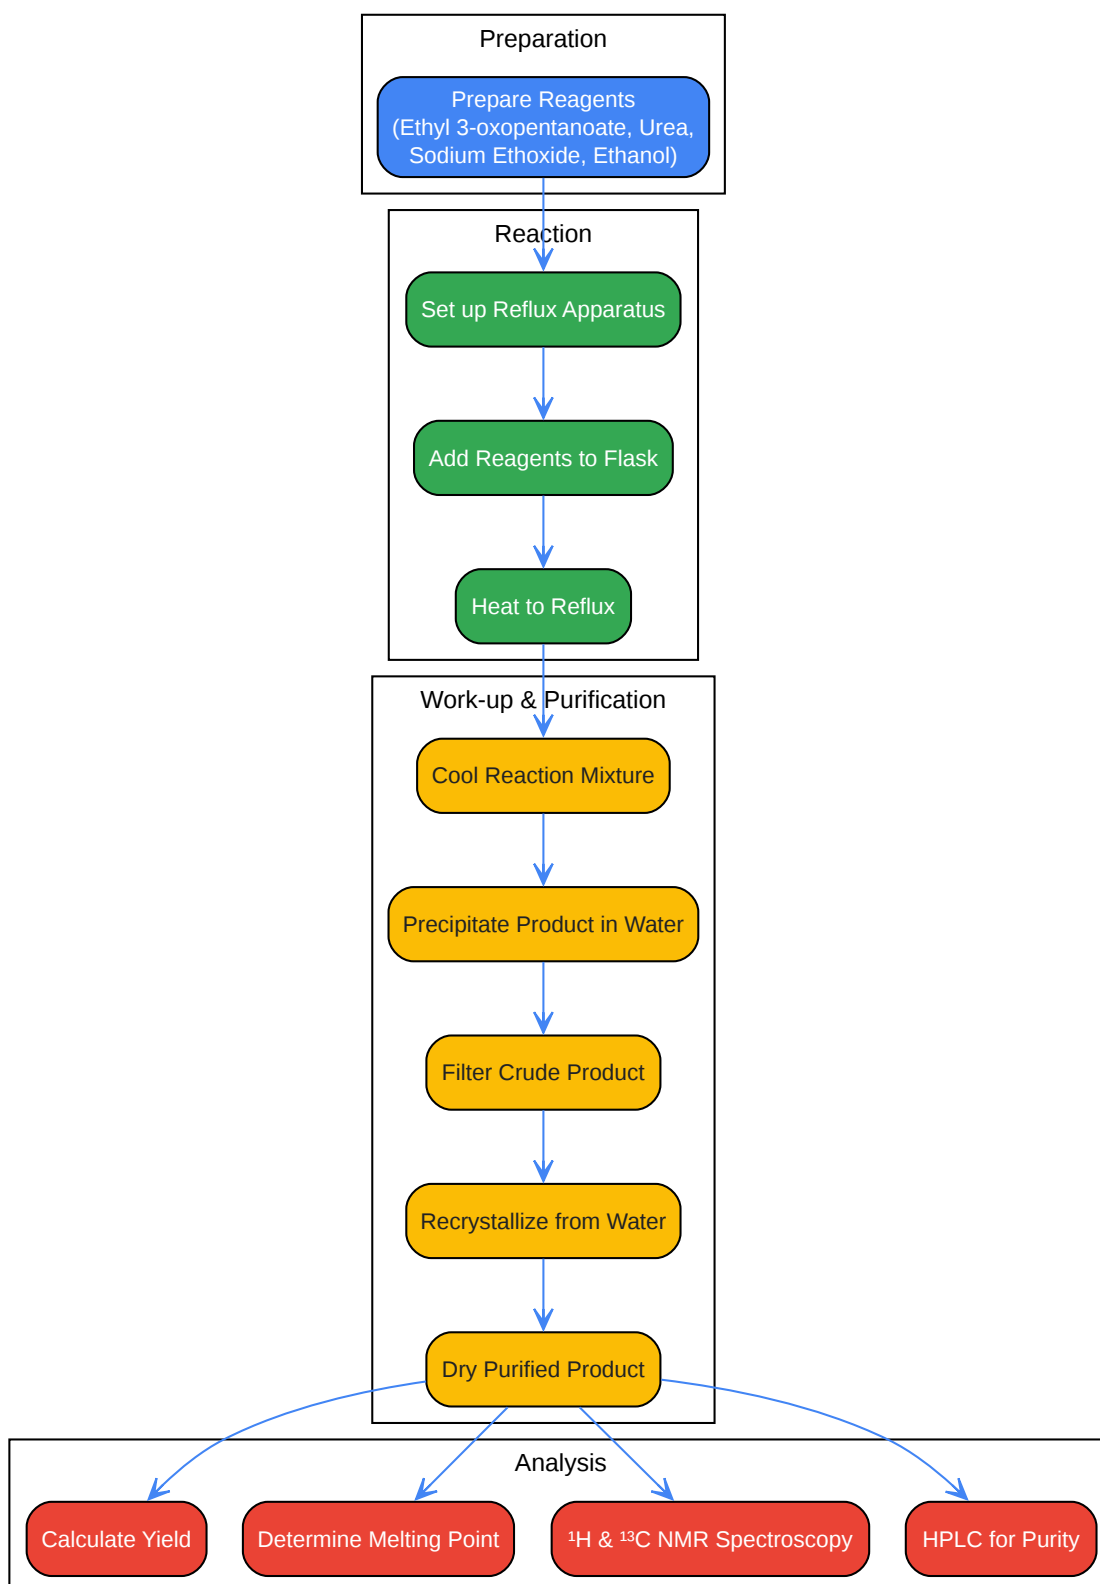 Preparation
Prepare Reagents
(Ethyl 3-oxopentanoate, Urea,
Sodium Ethoxide, Ethanol)
Reaction
Set up Reflux Apparatus
Add Reagents to Flask
Heat to Reflux
Work-up & Purification
Cool Reaction Mixture
Precipitate Product in Water
Filter Crude Product
Recrystallize from Water
Dry Purified Product
Analysis
Calculate Yield
Determine Melting Point
¹H & ¹³C NMR Spectroscopy
HPLC for Purity